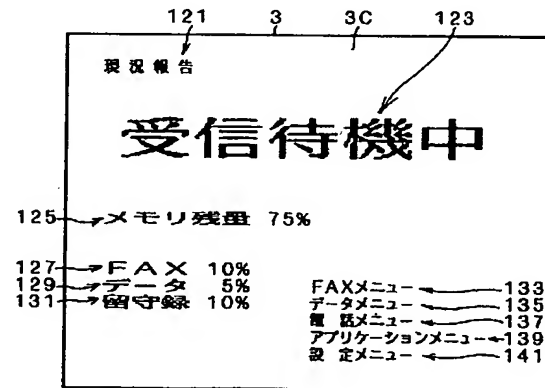 121 3 3C 123
現況報告
受信待機中
125 メモリ残量 75%
127 FAX 10%
129 データ 5%
131 留守録 10%
FAXメニュー 133
データメニュー 135
電話メニュー 137
アプリケーションメニュー 139
設定メニュー 141